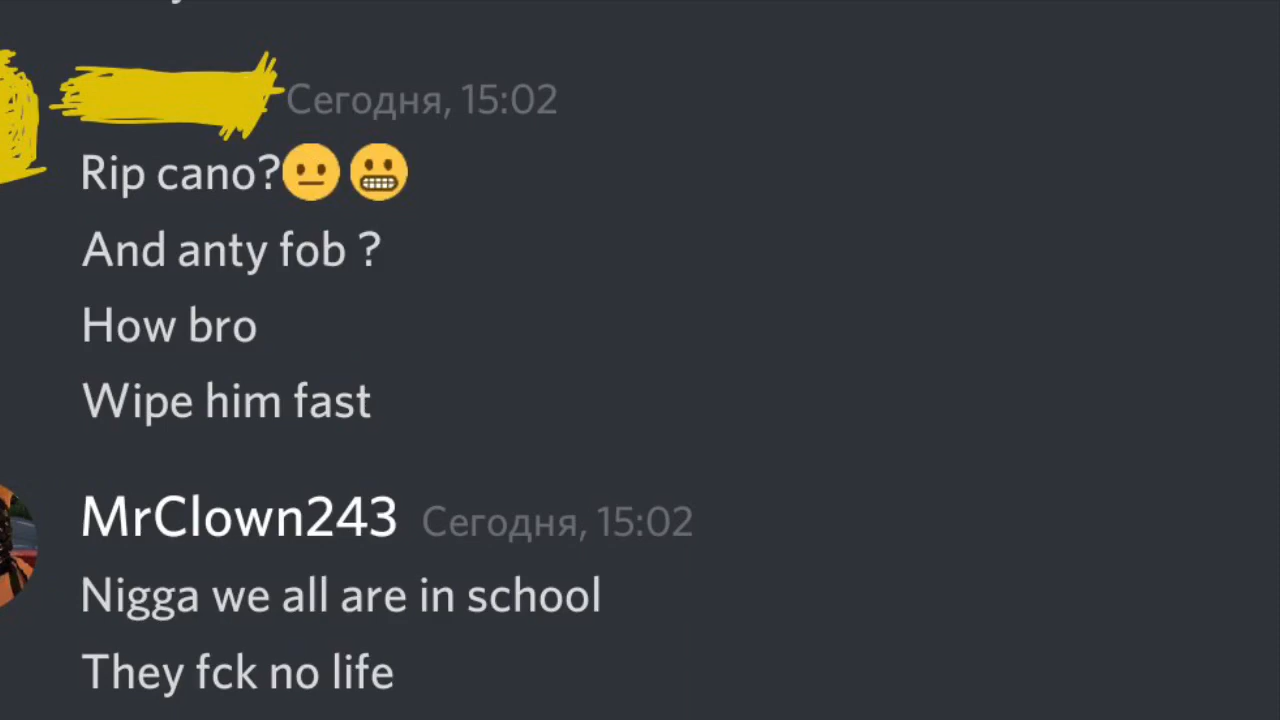 Сегодня, 15:02
Rip cano?😐😬
And anty fob ?
How bro
Wipe him fast
MrClown243 Сегодня, 15:02
Nigga we all are in school
They fck no life